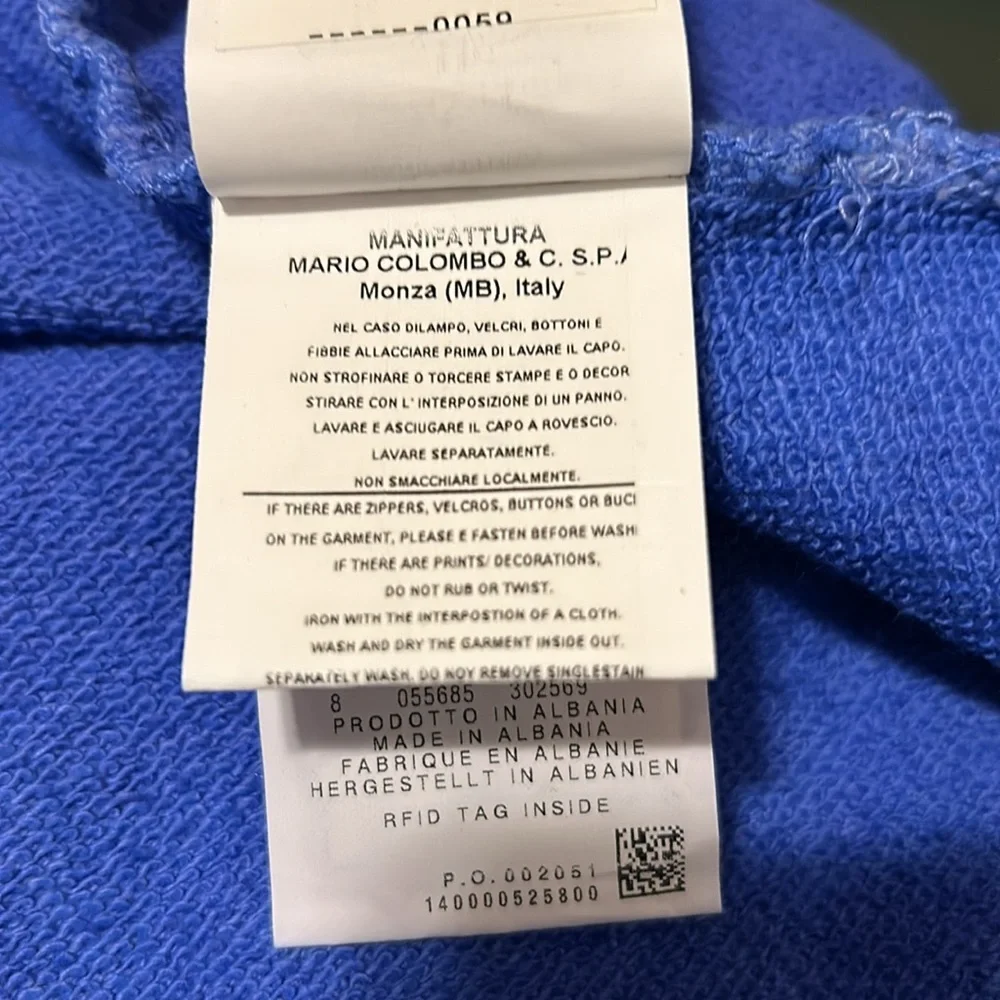 ------0059
MANIFATTURA
MARIO COLOMBO & C. S.P.A
Monza (MB), Italy
NEL CASO DILAMPO, VELCRI, BOTTONI E
FIBBIE ALLACCIARE PRIMA DI LAVARE IL CAPO.
NON STROFINARE O TORCERE STAMPE E O DECOR
STIRARE CON L' INTERPOSIZIONE DI UN PANNO.
LAVARE E ASCIUGARE IL CAPO A ROVESCIO.
LAVARE SEPARATAMENTE.
NON SMACCHIARE LOCALMENTE.
IF THERE ARE ZIPPERS, VELCROS, BUTTONS OR BUCI
ON THE GARMENT, PLEASE E FASTEN BEFORE WASHI
IF THERE ARE PRINTS/ DECORATIONS,
DO NOT RUB OR TWIST.
IRON WITH THE INTERPOSTION OF A CLOTH.
WASH AND DRY THE GARMENT INSIDE OUT.
SEPARATELY WASH. DO NOY REMOVE SINGLESTAIN
8 055685 302569
PRODOTTO IN ALBANIA
MADE IN ALBANIA
FABRIQUE EN ALBANIE
HERGESTELLT IN ALBANIEN
RFID TAG INSIDE
P.O.002051
140000525800